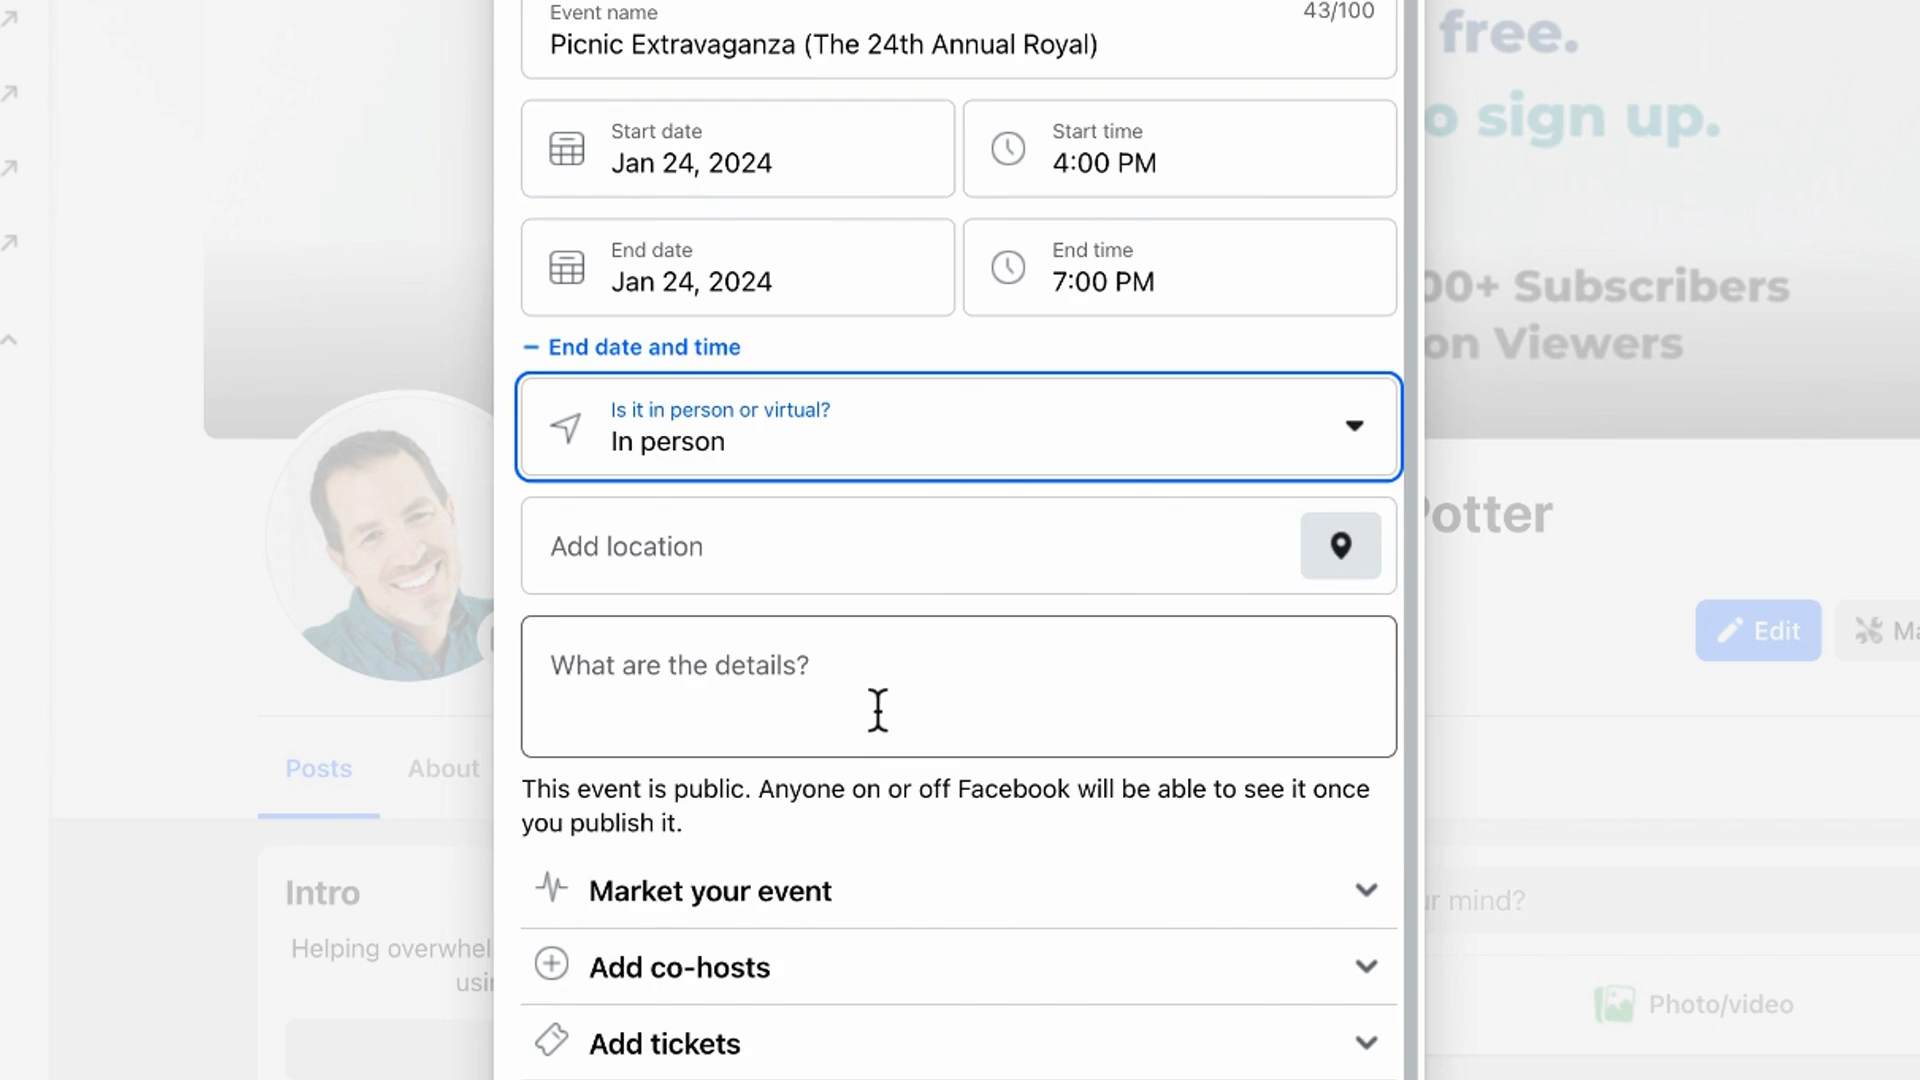 Event name
43/100
Picnic Extravaganza (The 24th Annual Royal)
free.
sign up.
Start date
Jan 24, 2024
Start time
4:00 PM
End date
Jan 24, 2024
End time
7:00 PM
00+ Subscribers
on Viewers
End date and time
Is it in person or virtual?
In person
otter
Add location
Edit
Ma
What are the details?
Posts
About
This event is public. Anyone on or off Facebook will be able to see it once
you publish it.
Intro
Market your event
ur mind?
Helping overwhel
usin
Add co-hosts
Photo/video
Add tickets